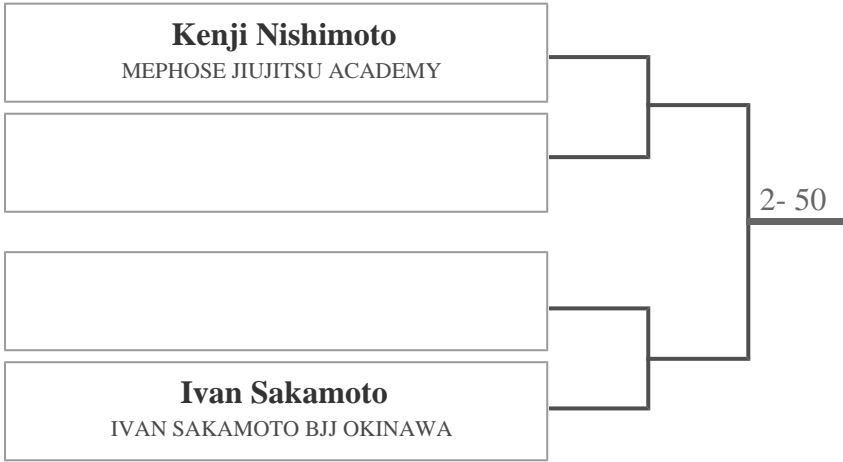 Kenji Nishimoto
MEPHOSE JIUJITSU ACADEMY
2- 50
Ivan Sakamoto
IVAN SAKAMOTO BJJ OKINAWA